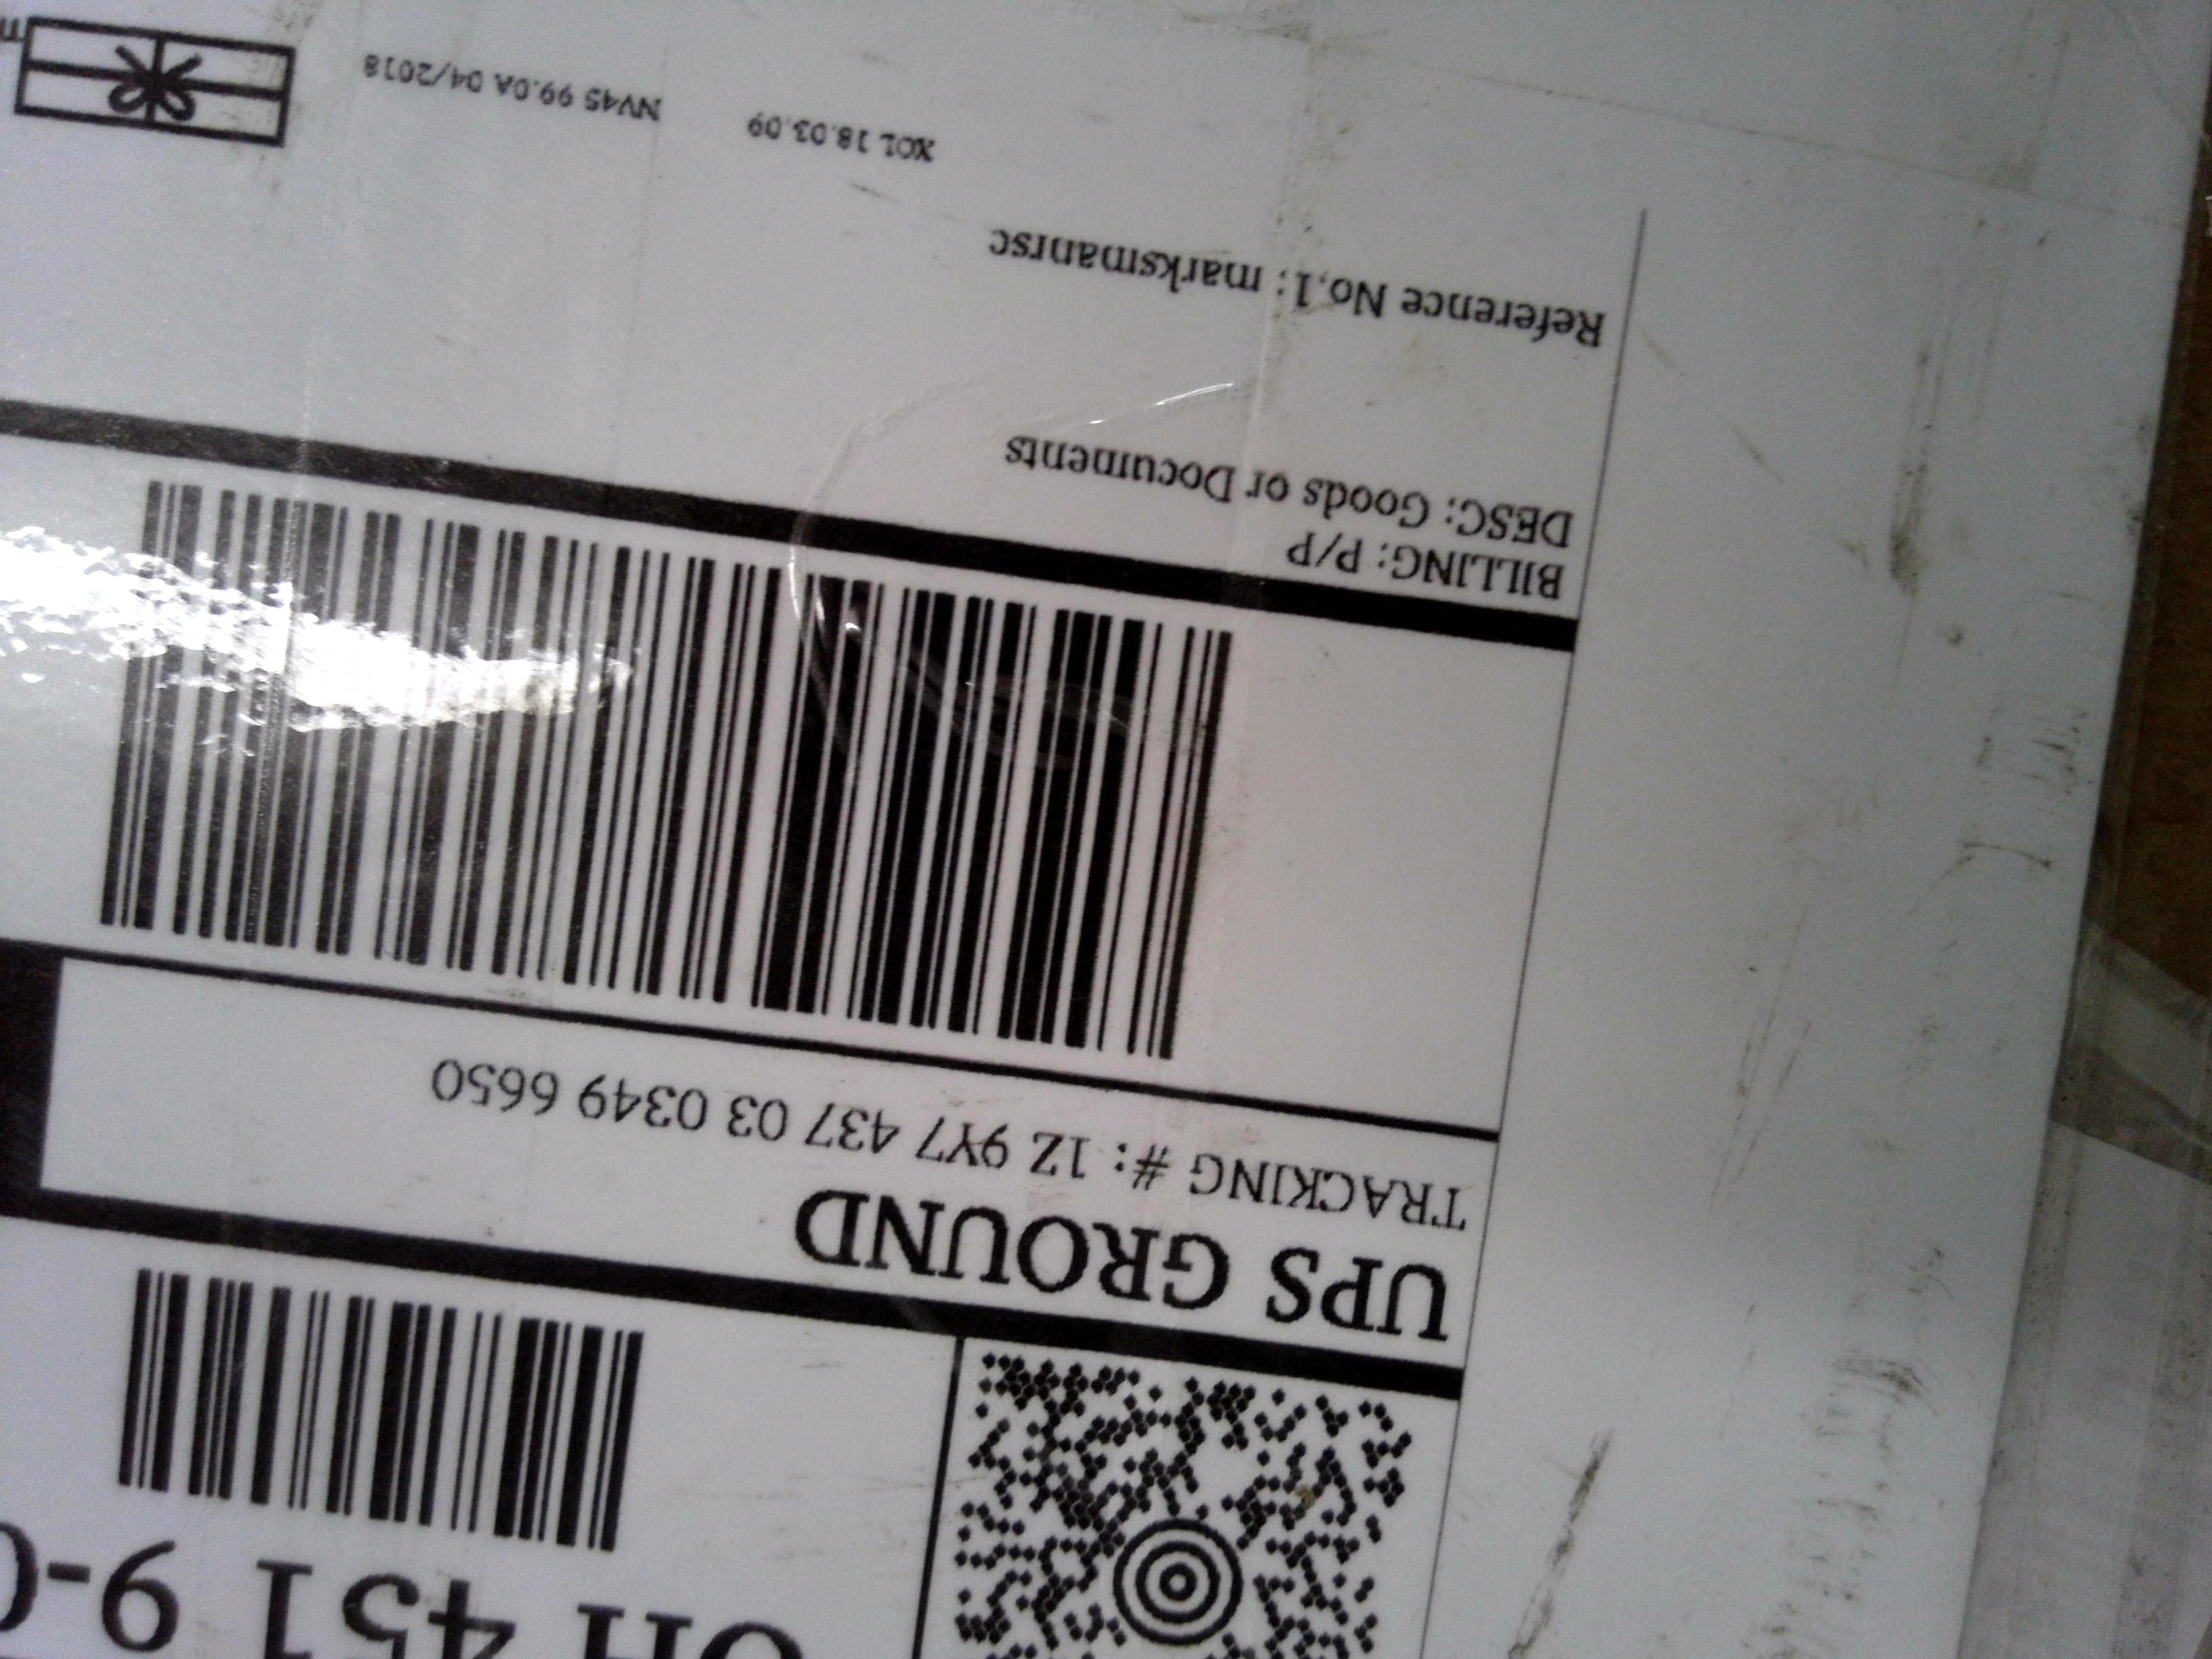 OH 451 9-0
UPS GROUND
TRACKING #: 1Z 9Y7 437 03 0349 6650
BILLING: P/P
DESC: Goods or Documents
Reference No.1: marksmanrsc
XOL 18.03.09 NV45 99.0A 04/2018